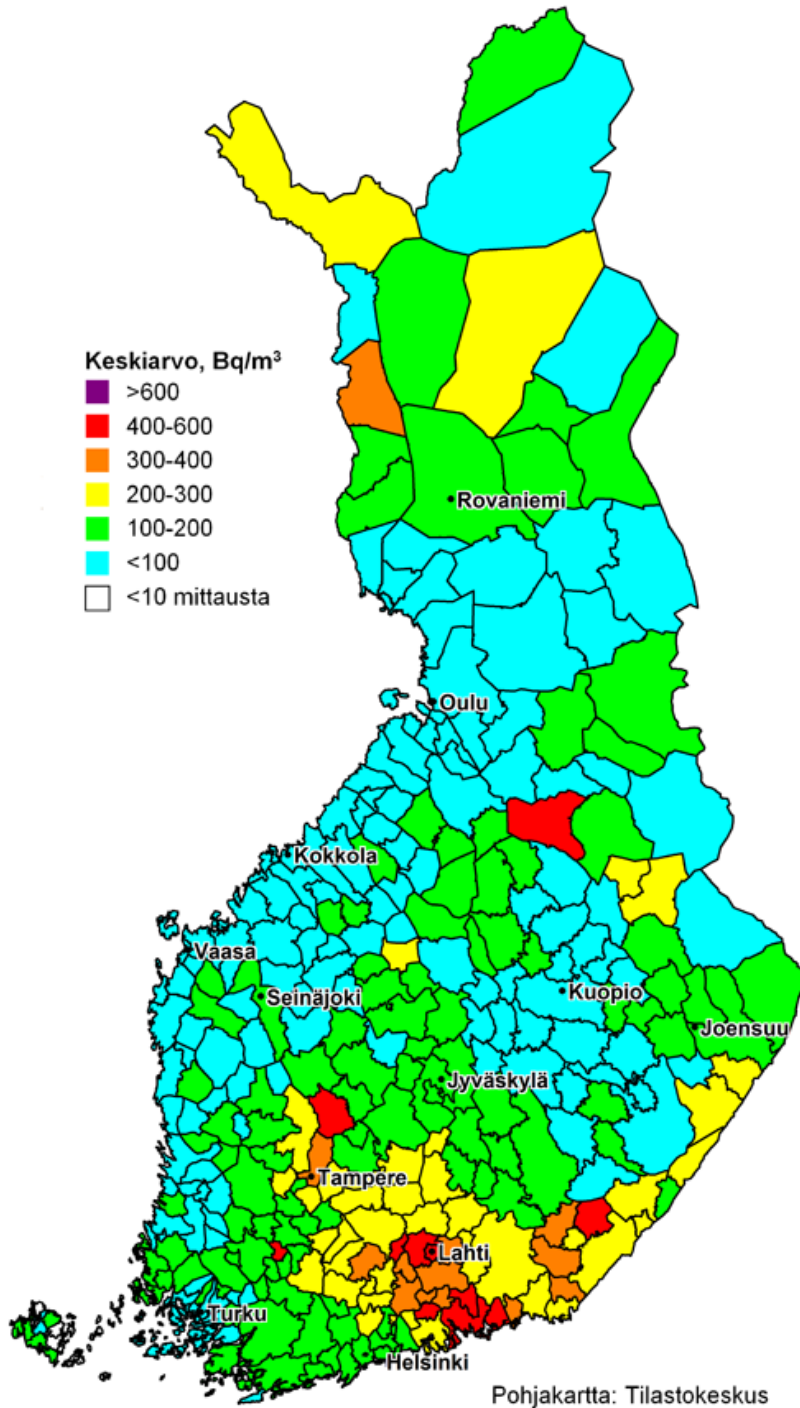 Keskiarvo, Bq/m³
>600
400-600
300-400
200-300
100-200
<100
<10 mittausta
Rovaniemi
Oulu
Kokkola
Vaasa
Seinäjoki
Kuopio
Joensuu
Jyväskylä
Tampere
Lahti
Turku
Helsinki
Pohjakartta: Tilastokeskus